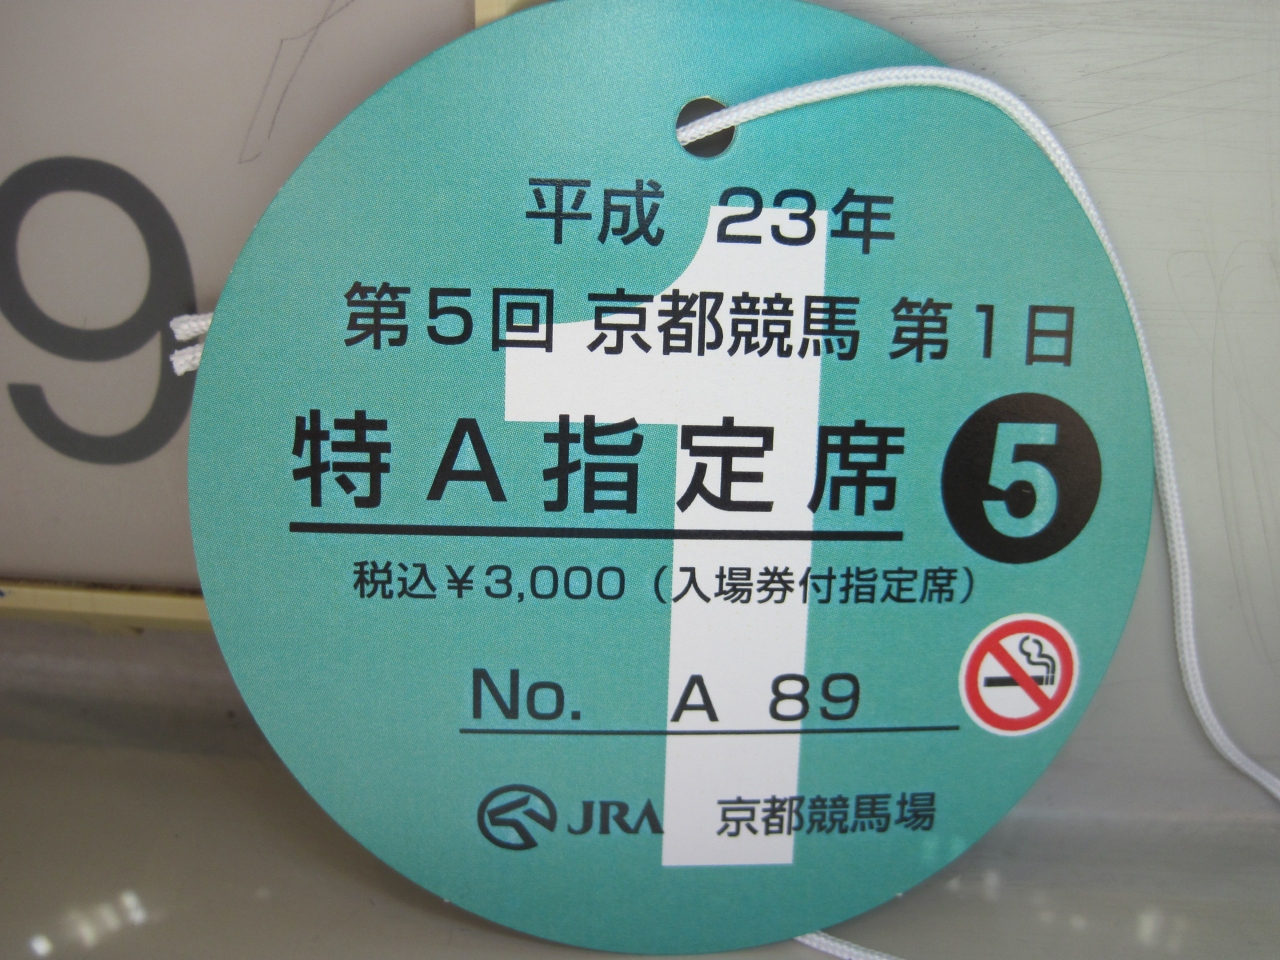 平成 23年
第5回 京都競馬 第1日
特A指定席 5
税込¥3,000（入場券付指定席）
No. A 89
JRA 京都競馬場
1
9